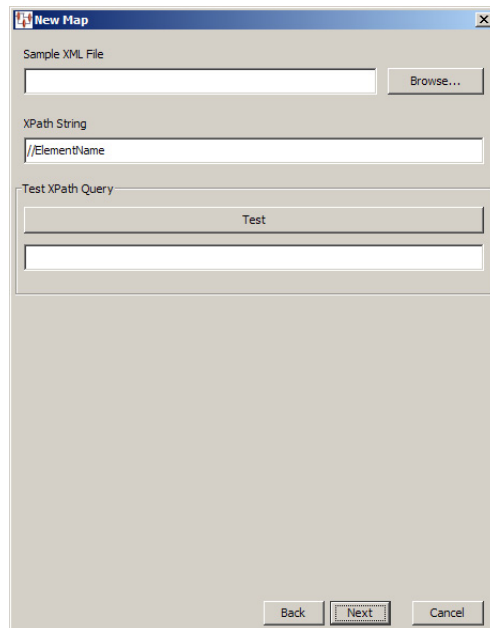 New Map
Sample XML File
Browse...
XPath String
//ElementName
Test XPath Query
Test
Back Next Cancel